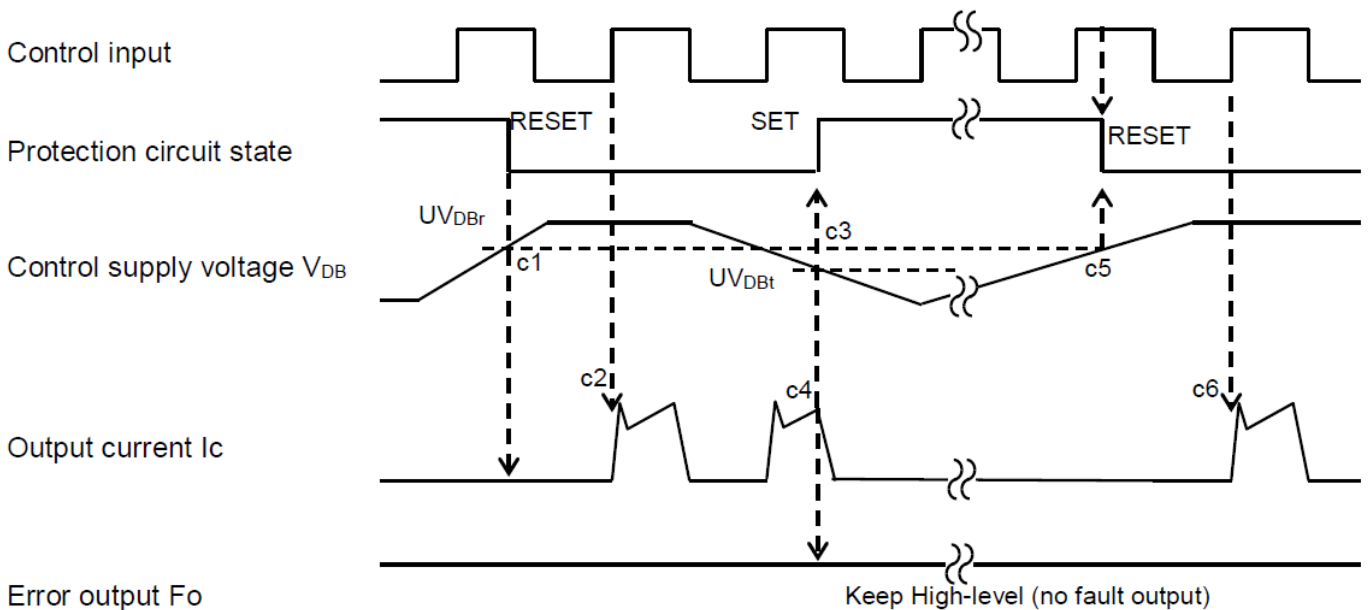 Control input
RESET
SET
RESET
Protection circuit state
UVDBr
c3
c1
c5
Control supply voltage VDB
UVDBt
c2
c4
c6
Output current Ic
Error output Fo
Keep High-level (no fault output)